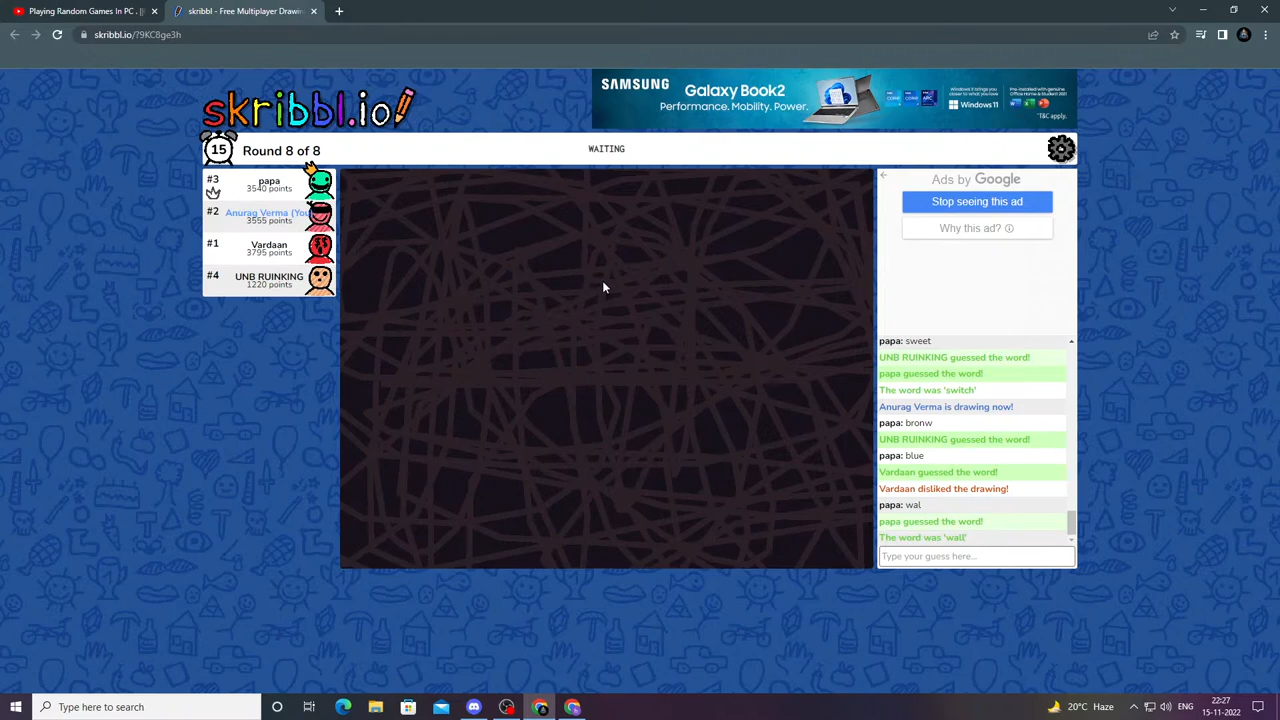 Playing Random Games In PC . ||
skribbl - Free Multiplayer Drawin
skribbl.io/?9KC8ge3h
skribbl.io
SAMSUNG
Galaxy Book2
Performance. Mobility. Power.
Windows 11
*T&C apply.
15
Round 8 of 8
WAITING
#3 papa
3540 points
#2 Anurag Verma (You
3555 points
#1 Vardaan
3795 points
#4 UNB RUINKING
1220 points
Ads by Google
Stop seeing this ad
Why this ad?
papa: sweet
UNB RUINKING guessed the word!
papa guessed the word!
The word was 'switch'
Anurag Verma is drawing now!
papa: bronw
UNB RUINKING guessed the word!
papa: blue
Vardaan guessed the word!
Vardaan disliked the drawing!
papa: wal
papa guessed the word!
The word was 'wall'
Type your guess here...
Type here to search
20°C Haze
ENG
22:27
15-11-2022